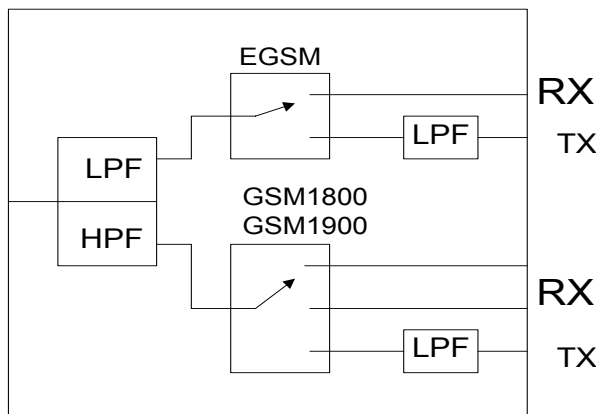 EGSM
RX
LPF
TX
LPF
HPF
GSM1800
GSM1900
RX
LPF
TX